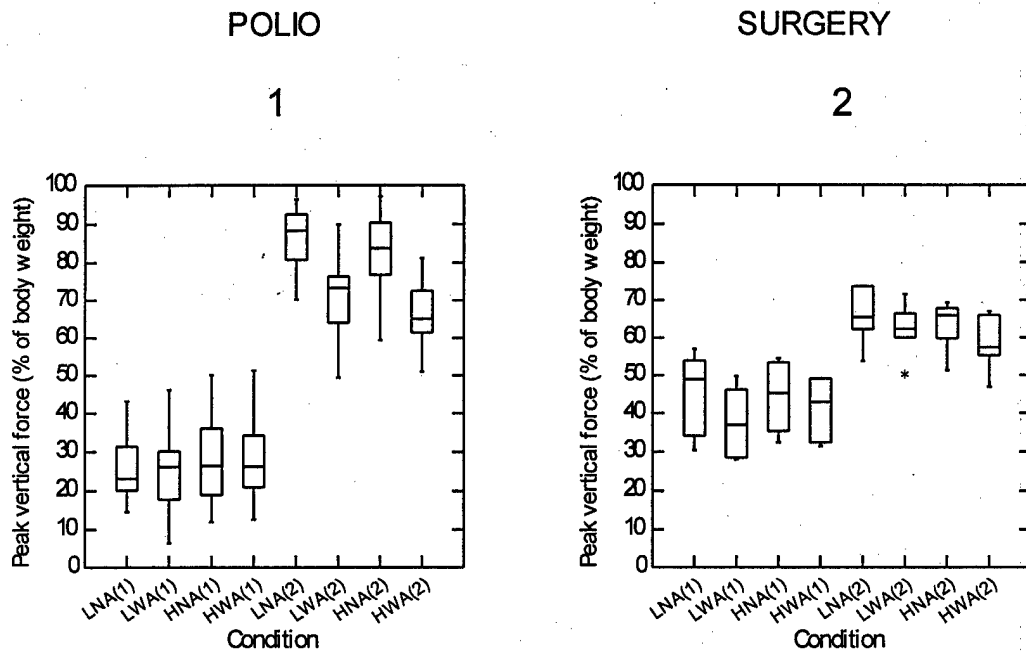 POLIO
1
100
90
80
70
60
50
40
30
20
10
0
Peak vertical force (% of body weight)
LNA(1)
LWA(1)
HNA(1)
HWA(1)
LNA(2)
LWA(2)
HNA(2)
HWA(2)
Condition
SURGERY
2
100
90
80
70
60
50
40
30
20
10
0
Peak vertical force (% of body weight)
LNA(1)
LWA(1)
HNA(1)
HWA(1)
LNA(2)
LWA(2)
HNA(2)
HWA(2)
Condition